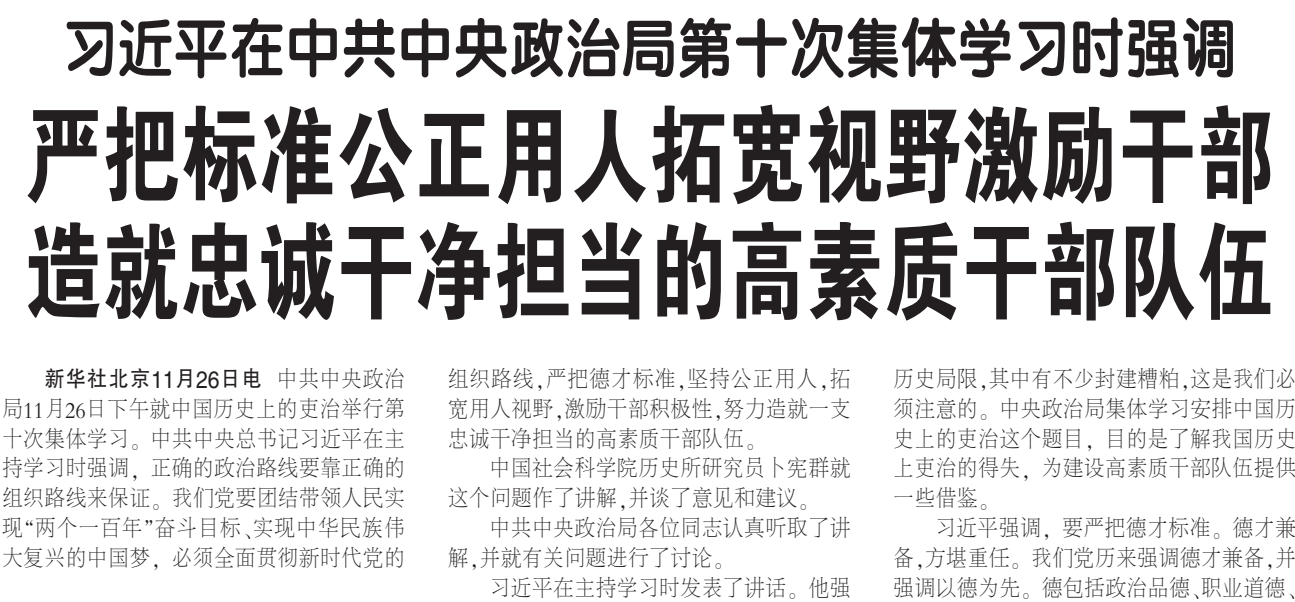 习近平在中共中央政治局第十次集体学习时强调
严把标准公正用人拓宽视野激励干部
造就忠诚干净担当的高素质干部队伍
新华社北京11月26日电 中共中央政治
局11月26日下午就中国历史上的吏治举行第
十次集体学习。中共中央总书记习近平在主
持学习时强调，正确的政治路线要靠正确的
组织路线来保证。我们党要团结带领人民实
现“两个一百年”奋斗目标、实现中华民族伟
大复兴的中国梦，必须全面贯彻新时代党的
组织路线，严把德才标准，坚持公正用人，拓
宽用人视野，激励干部积极性，努力造就一支
忠诚干净担当的高素质干部队伍。
中国社会科学院历史所研究员卜宪群就
这个问题作了讲解，并谈了意见和建议。
中共中央政治局各位同志认真听取了讲
解，并就有关问题进行了讨论。
习近平在主持学习时发表了讲话。他强
历史局限，其中有不少封建糟粕，这是我们必
须注意的。中央政治局集体学习安排中国历
史上的吏治这个题目，目的是了解我国历史
上吏治的得失，为建设高素质干部队伍提供
一些借鉴。
习近平强调，要严把德才标准。德才兼
备，方堪重任。我们党历来强调德才兼备，并
强调以德为先。德包括政治品德、职业道德、